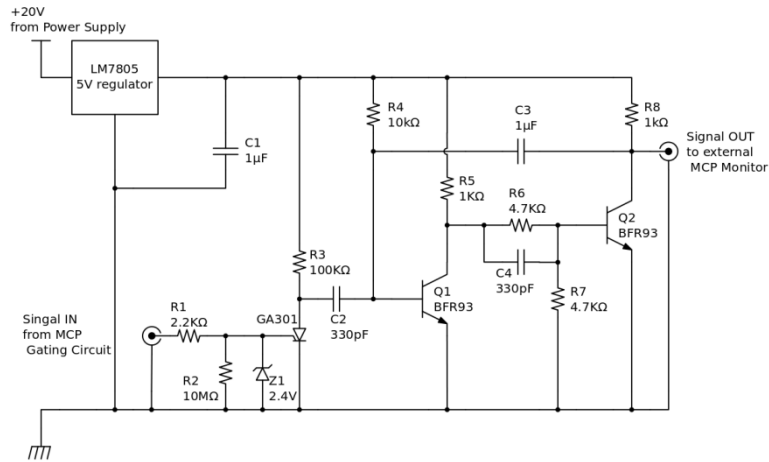 +20V
from Power Supply
LM7805
5V regulator
C1
1µF
R4
10kΩ
C3
1µF
R8
1kΩ
Signal OUT
to external
MCP Monitor
R5
1KΩ
R6
4.7KΩ
Q2
BFR93
C4
330pF
R3
100KΩ
R7
4.7KΩ
Q1
BFR93
Singal IN
from MCP
Gating Circuit
R1
2.2KΩ
GA301
C2
330pF
R2
10MΩ
Z1
2.4V